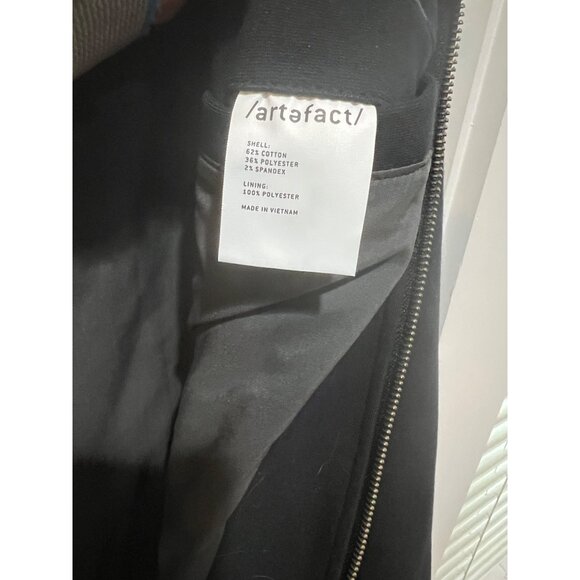 /artəfact/
SHELL:
62% COTTON
36% POLYESTER
2% SPANDEX
LINING:
100% POLYESTER
MADE IN VIETNAM